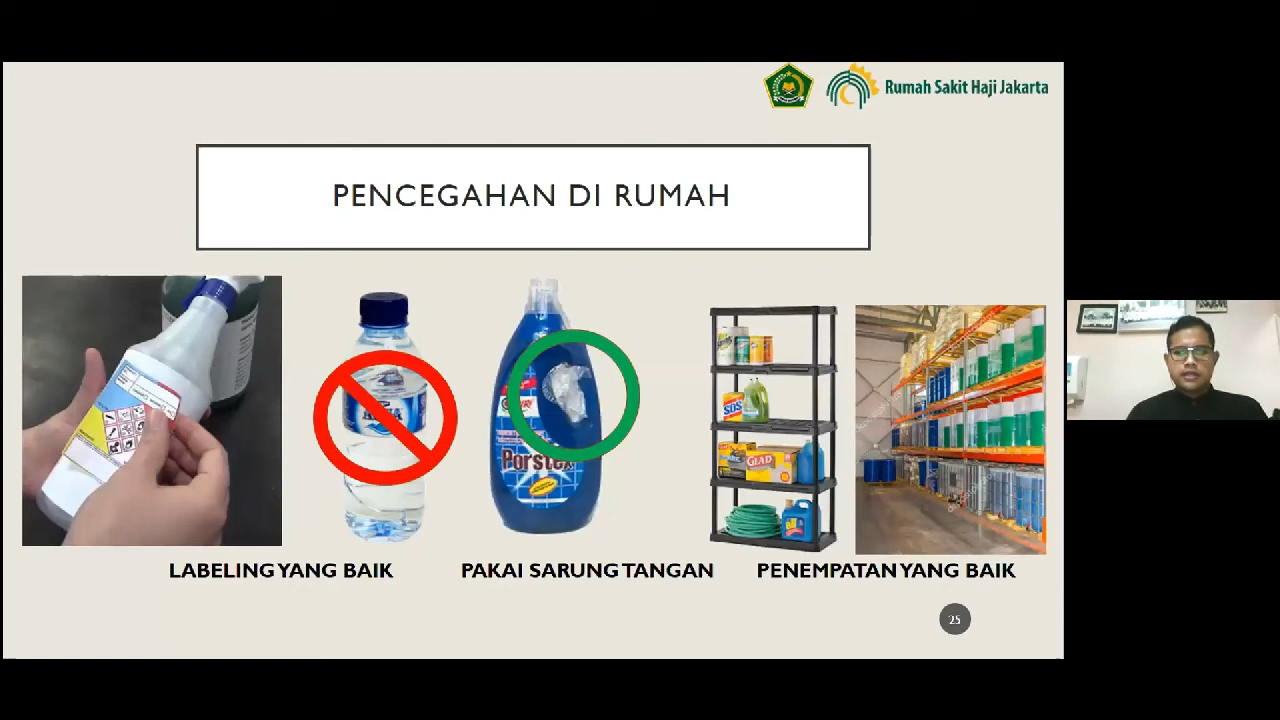 Rumah Sakit Haji Jakarta
PENCEGAHAN DI RUMAH
Porstex
SOS
GLAD
LABELING YANG BAIK
PAKAI SARUNG TANGAN
PENEMPATAN YANG BAIK
25